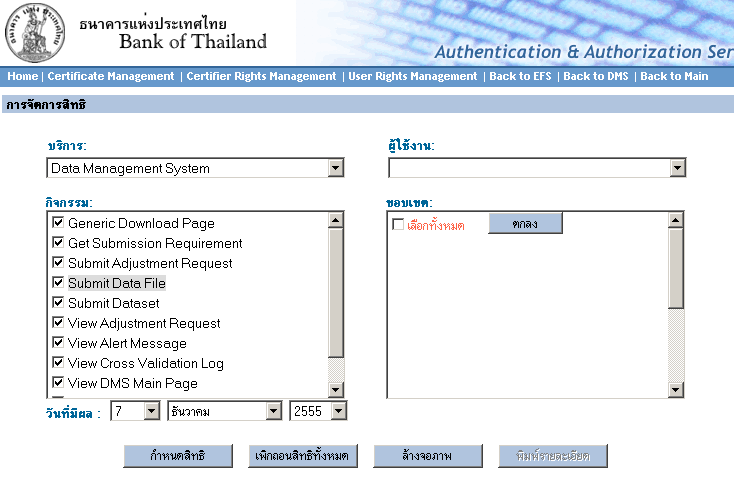 ธนาคารแห่งประเทศไทย
Bank of Thailand
Authentication & Authorization Ser
Home | Certificate Management | Certifier Rights Management | User Rights Management | Back to EFS | Back to DMS | Back to Main
การจัดการสิทธิ
บริการ: ผู้ใช้งาน:
Data Management System
กิจกรรม: ขอบเขต:
Generic Download Page เลือกทั้งหมด ตกลง
Get Submission Requirement
Submit Adjustment Request
Submit Data File
Submit Dataset
View Adjustment Request
View Alert Message
View Cross Validation Log
View DMS Main Page
วันที่มีผล : 7 ธันวาคม 2555
กำหนดสิทธิ เพิกถอนสิทธิทั้งหมด ล้างจอภาพ พิมพ์รายละเอียด